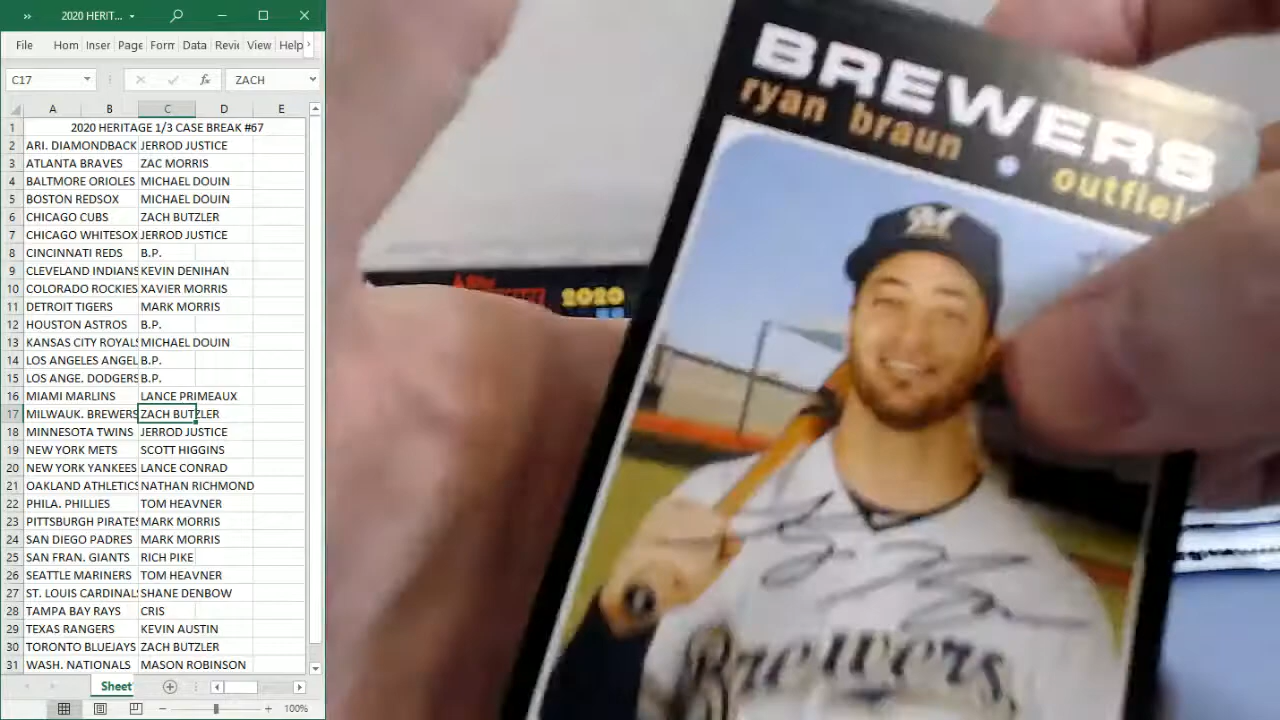 2020 HERIT...
File Hom Inser Page Form Data Revi View Help
C17 fx ZACH
A B C D E
1 2020 HERITAGE 1/3 CASE BREAK #67
2 ARI. DIAMONDBACK JERROD JUSTICE
3 ATLANTA BRAVES ZAC MORRIS
4 BALTMORE ORIOLES MICHAEL DOUIN
5 BOSTON REDSOX MICHAEL DOUIN
6 CHICAGO CUBS ZACH BUTZLER
7 CHICAGO WHITESOX JERROD JUSTICE
8 CINCINNATI REDS B.P.
9 CLEVELAND INDIANS KEVIN DENIHAN
10 COLORADO ROCKIES XAVIER MORRIS
11 DETROIT TIGERS MARK MORRIS
12 HOUSTON ASTROS B.P.
13 KANSAS CITY ROYALS MICHAEL DOUIN
14 LOS ANGELES ANGEL B.P.
15 LOS ANGE. DODGERS B.P.
16 MIAMI MARLINS LANCE PRIMEAUX
17 MILWAUK. BREWERS ZACH BUTZLER
18 MINNESOTA TWINS JERROD JUSTICE
19 NEW YORK METS SCOTT HIGGINS
20 NEW YORK YANKEES LANCE CONRAD
21 OAKLAND ATHLETICS NATHAN RICHMOND
22 PHILA. PHILLIES TOM HEAVNER
23 PITTSBURGH PIRATES MARK MORRIS
24 SAN DIEGO PADRES MARK MORRIS
25 SAN FRAN. GIANTS RICH PIKE
26 SEATTLE MARINERS TOM HEAVNER
27 ST. LOUIS CARDINALS SHANE DENBOW
28 TAMPA BAY RAYS CRIS
29 TEXAS RANGERS KEVIN AUSTIN
30 TORONTO BLUEJAYS ZACH BUTZLER
31 WASH. NATIONALS MASON ROBINSON
Sheet
100%
BREWERS
ryan braun • outfield
2020
Brewers